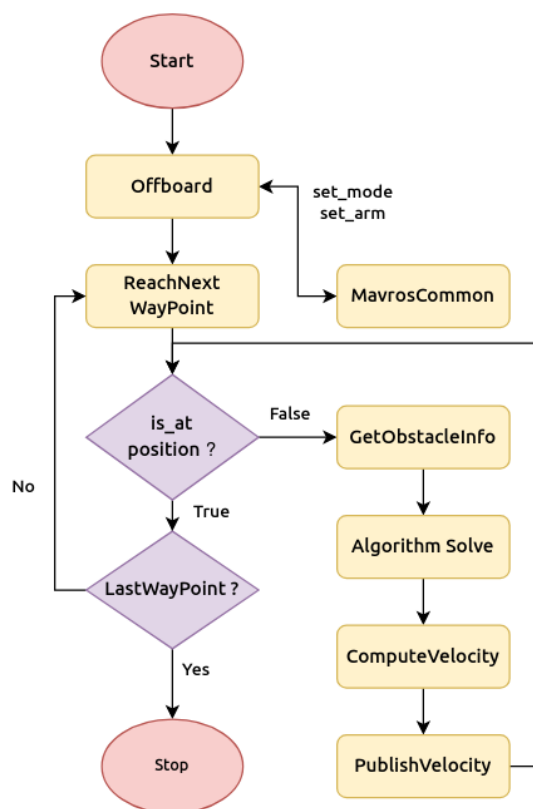 Start
Offboard
set_mode
set_arm
ReachNext
WayPoint
MavrosCommon
is_at
position ?
False
GetObstacleInfo
No
True
Algorithm Solve
LastWayPoint ?
ComputeVelocity
Yes
Stop
PublishVelocity